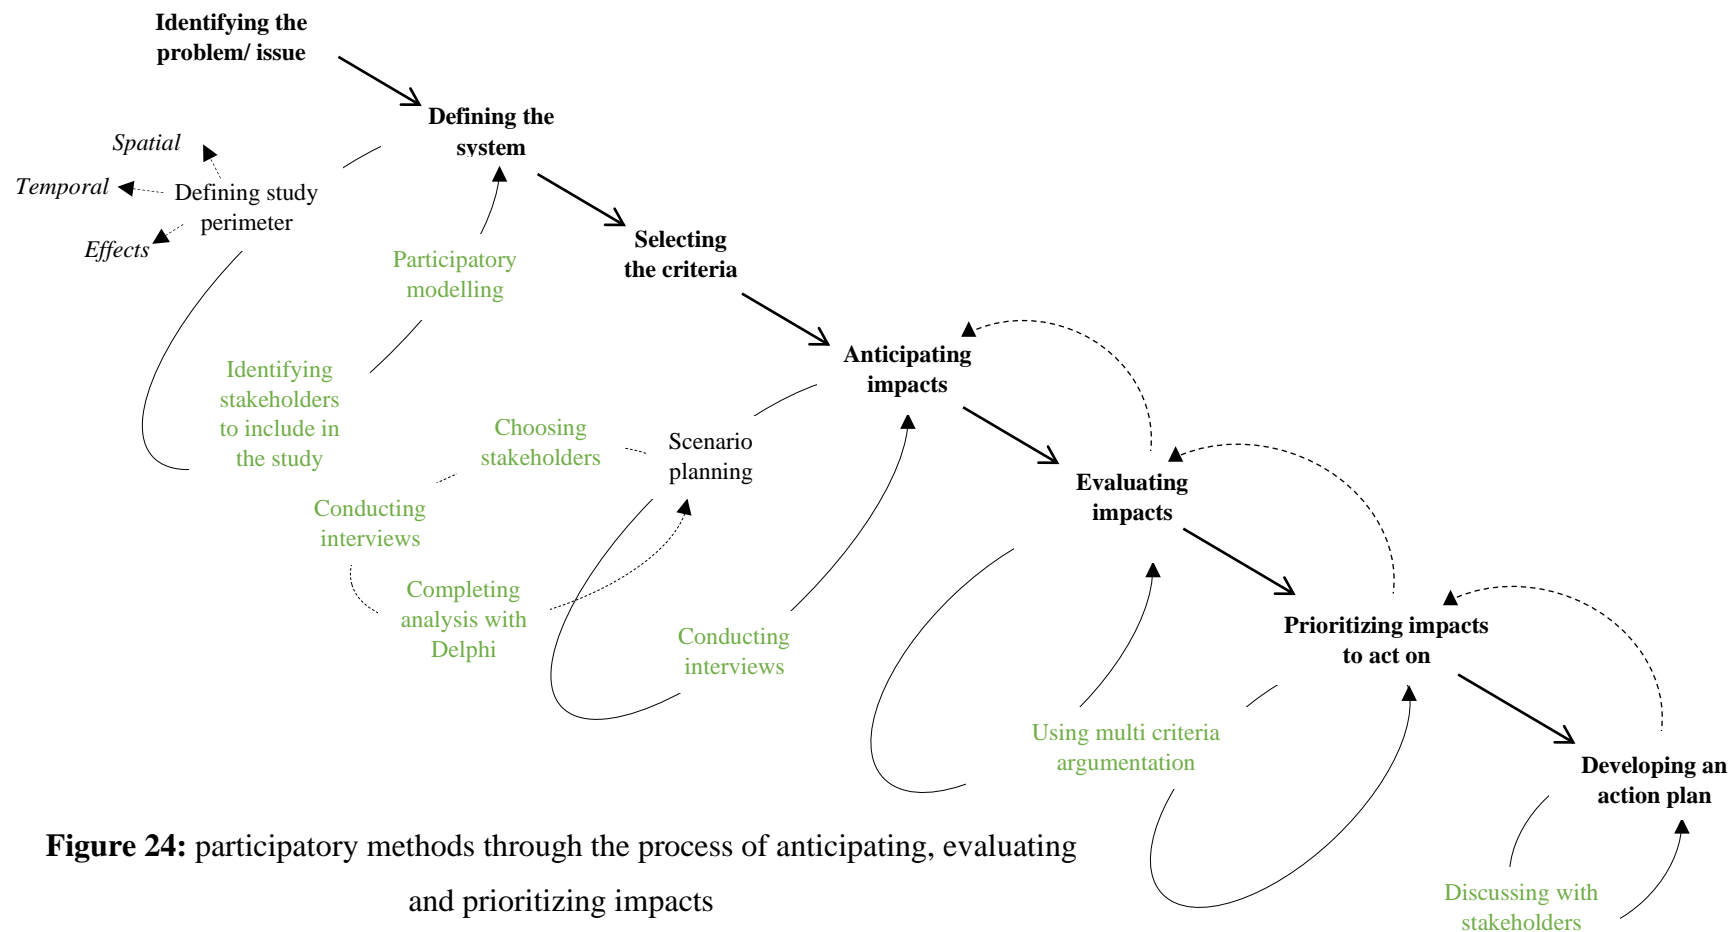 Identifying the
problem/ issue
Defining the
system
Spatial
Temporal
Effects
Defining study
perimeter
Participatory
modelling
Identifying
stakeholders
to include in
the study
Selecting
the criteria
Anticipating
impacts
Scenario
planning
Choosing
stakeholders
Conducting
interviews
Completing
analysis with
Delphi
Conducting
interviews
Evaluating
impacts
Using multi criteria
argumentation
Prioritizing impacts
to act on
Developing an
action plan
Discussing with
stakeholders
Figure 24: participatory methods through the process of anticipating, evaluating
and prioritizing impacts